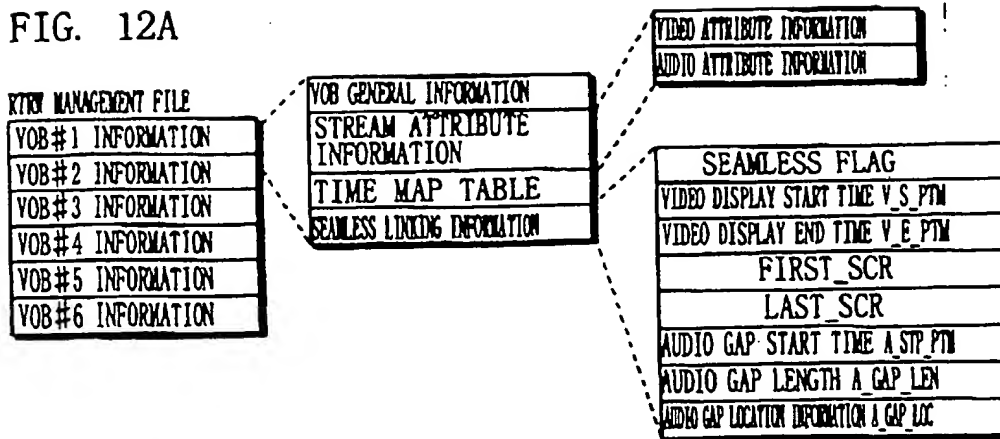 FIG. 12A
RTRW MANAGEMENT FILE
VOB#1 INFORMATION
VOB#2 INFORMATION
VOB#3 INFORMATION
VOB#4 INFORMATION
VOB#5 INFORMATION
VOB#6 INFORMATION
VOB GENERAL INFORMATION
STREAM ATTRIBUTE
INFORMATION
TIME MAP TABLE
SEAMLESS LINKING INFORMATION
VIDEO ATTRIBUTE INFORMATION
AUDIO ATTRIBUTE INFORMATION
SEAMLESS FLAG
VIDEO DISPLAY START TIME V_S_PTM
VIDEO DISPLAY END TIME V_E_PTM
FIRST_SCR
LAST_SCR
AUDIO GAP START TIME A_STP_PTM
AUDIO GAP LENGTH A_GAP_LEN
AUDIO GAP LOCATION INFORMATION A_GAP_LOC